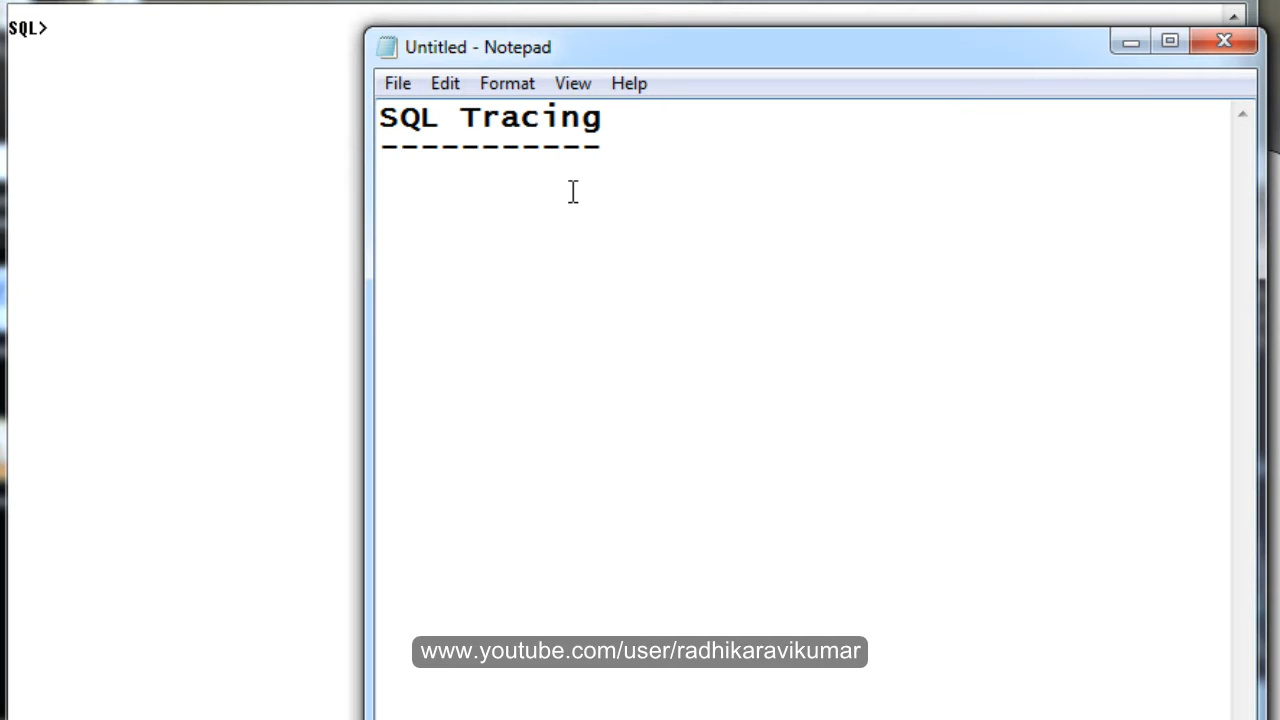 SQL>
Untitled - Notepad
File Edit Format View Help
SQL Tracing
-----------
www.youtube.com/user/radhikaravikumar